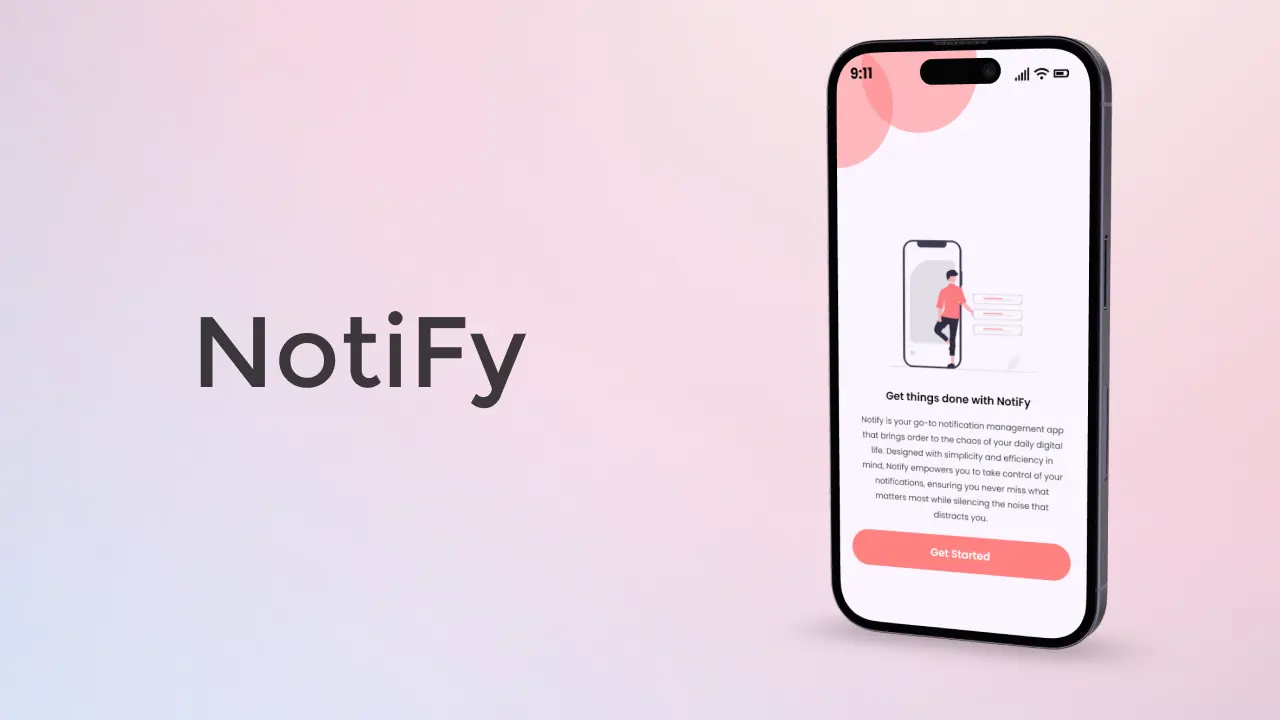 NotiFy
9:11
Get things done with NotiFy
Notify is your go-to notification management app
that brings order to the chaos of your daily digital
life. Designed with simplicity and efficiency in
mind, Notify empowers you to take control of your
notifications, ensuring you never miss what
matters most while silencing the noise that
distracts you.
Get Started